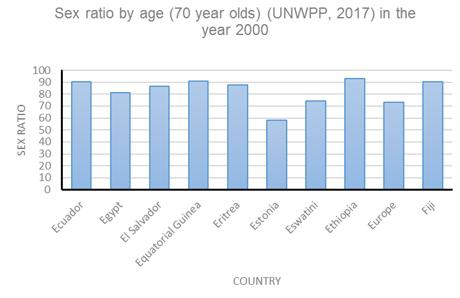 Sex ratio by age (70 year olds) (UNWPP, 2017) in the
year 2000
100
90
80
70
60
50
40
30
20
10
0
SEX RATIO
Ecuador
Egypt
El Salvador
Equatorial Guinea
Eritrea
Estonia
Eswatini
Ethiopia
Europe
Fiji
COUNTRY